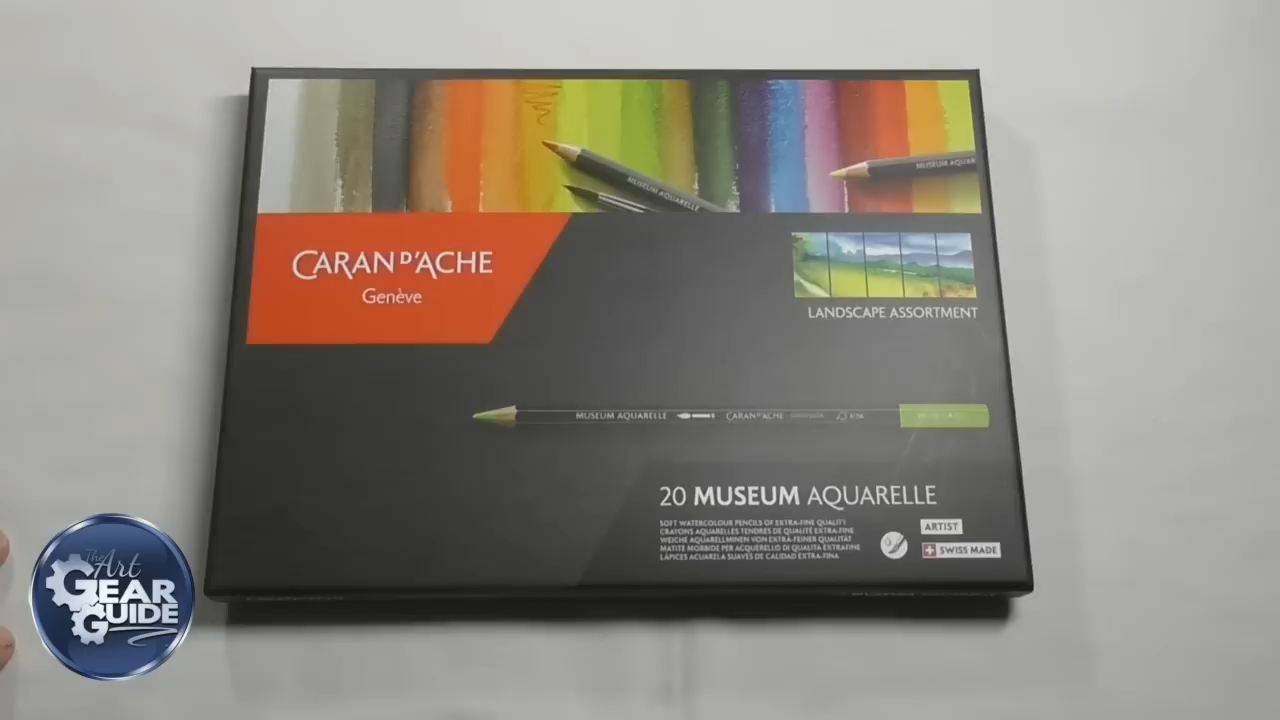 MUSEUM AQUARELLE
MUSEUM AQUAR
CARAN D'ACHE
Genève
LANDSCAPE ASSORTMENT
MUSEUM AQUARELLE CARAN D'ACHE
20 MUSEUM AQUARELLE
SOFT WATERCOLOUR PENCILS OF EXTRA-FINE QUALITY
CRAYONS AQUARELLES TENDRES DE QUALITÉ EXTRA-FINE
WEICHE AQUARELLMINEN VON EXTRA-FEINER QUALITÄT
MATITE MORBIDE PER ACQUERELLO DI QUALITÀ EXTRAFINE
LÁPICES ACUARELA SUAVES DE CALIDAD EXTRA-FINA
ARTIST
SWISS MADE
The Art
GEAR
GUIDE